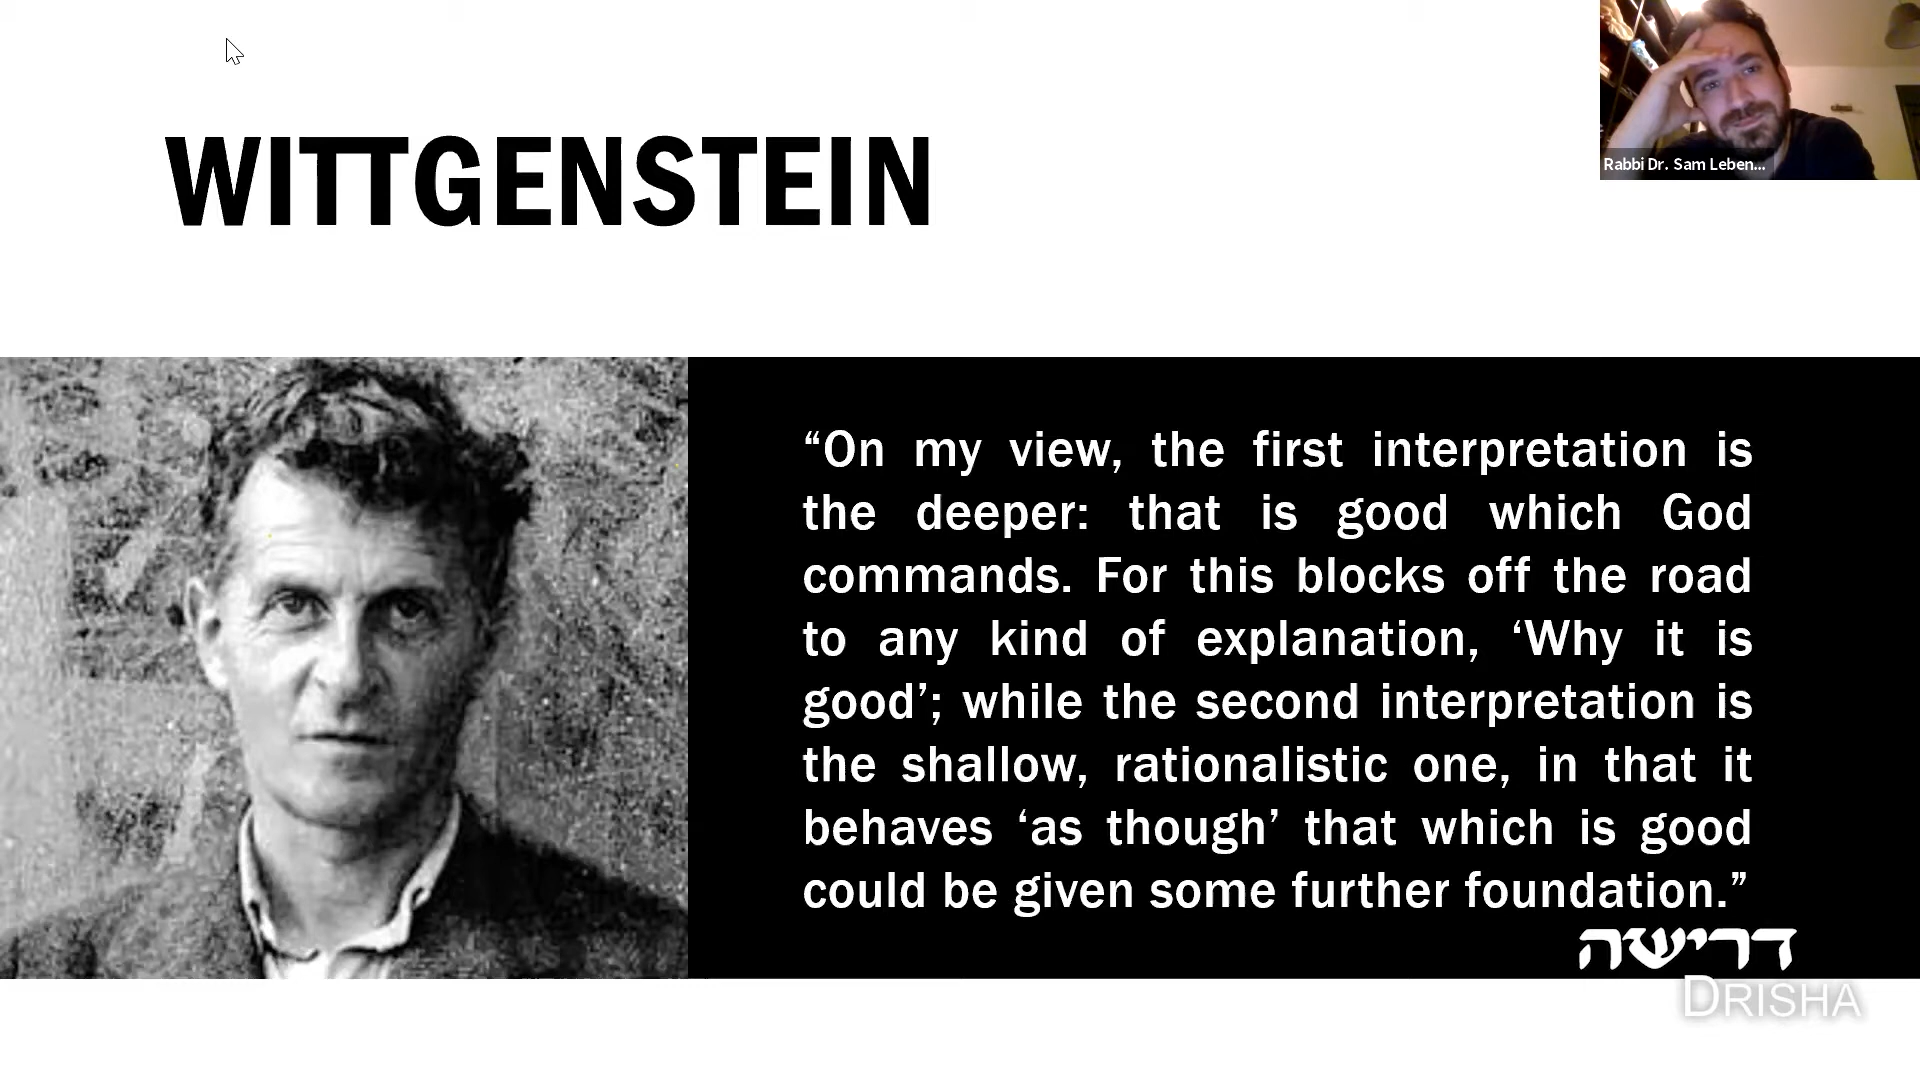 Rabbi Dr. Sam Leben...
WITTGENSTEIN
“On my view, the first interpretation is
the deeper: that is good which God
commands. For this blocks off the road
to any kind of explanation, ‘Why it is
good’; while the second interpretation is
the shallow, rationalistic one, in that it
behaves ‘as though’ that which is good
could be given some further foundation.”
דרישה
DRISHA